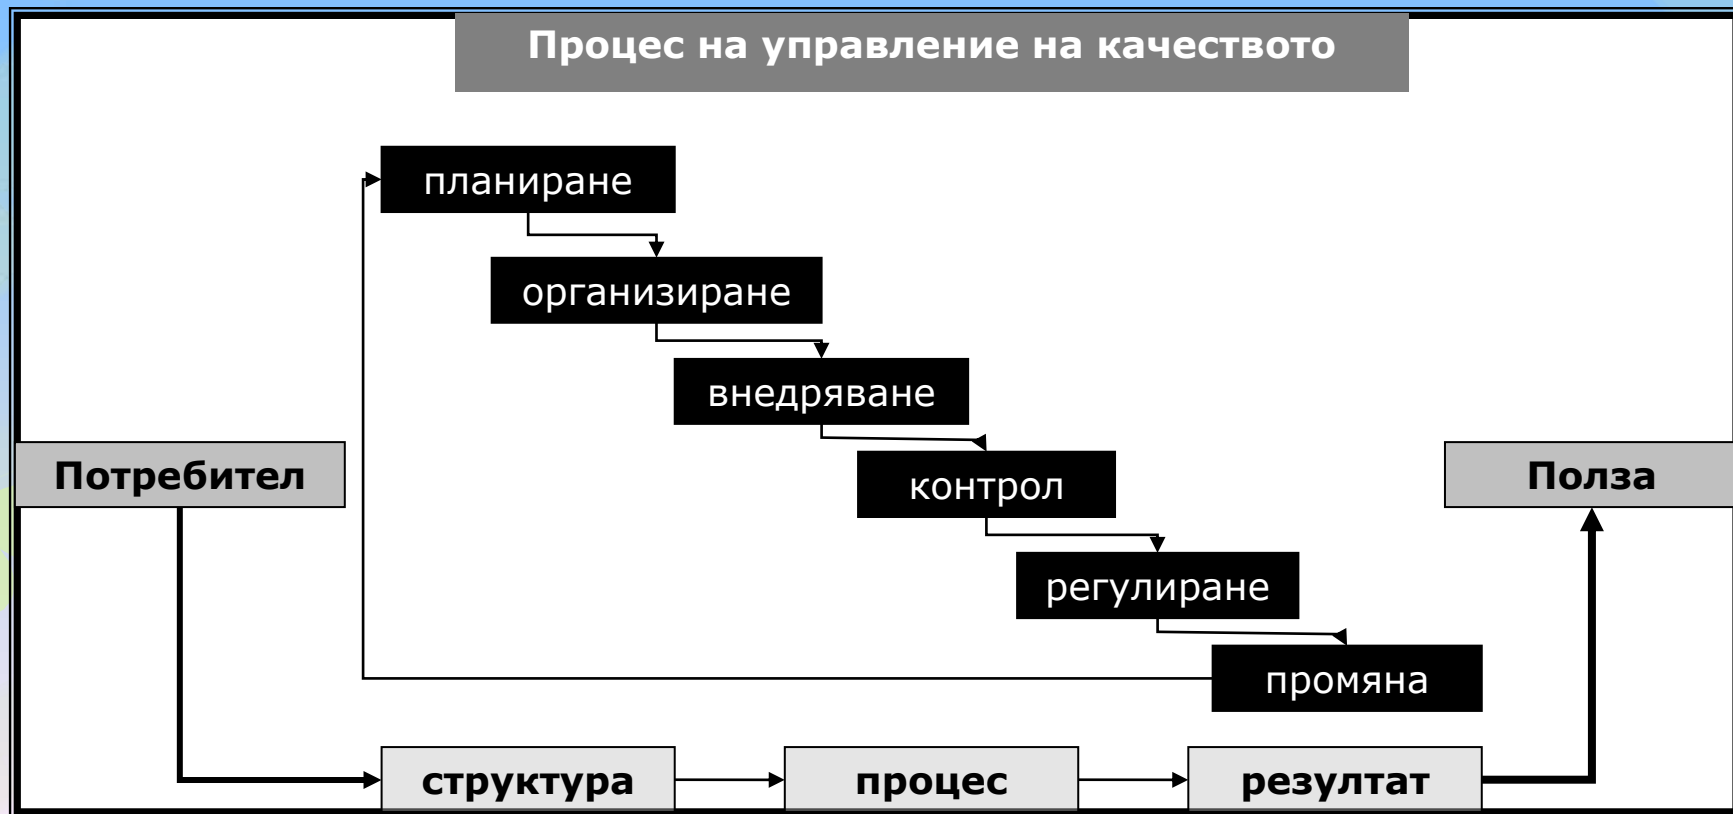 Процес на управление на качеството
планиране
организиране
внедряване
контрол
регулиране
промяна
Потребител
Полза
структура
процес
резултат